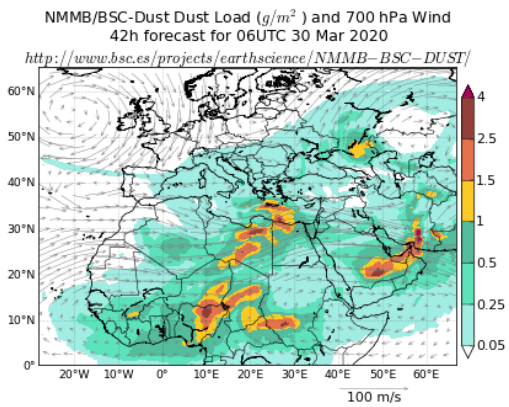 NMMB/BSC-Dust Dust Load (g/m² ) and 700 hPa Wind
42h forecast for 06UTC 30 Mar 2020
http://www.bsc.es/projects/earthscience/NMMB−BSC−DUST/
60°N
50°N
40°N
30°N
20°N
10°N
0°
20°W
10°W
0°
10°E
20°E
30°E
40°E
50°E
60°E
4
2.5
1.5
1
0.5
0.25
0.05
100 m/s